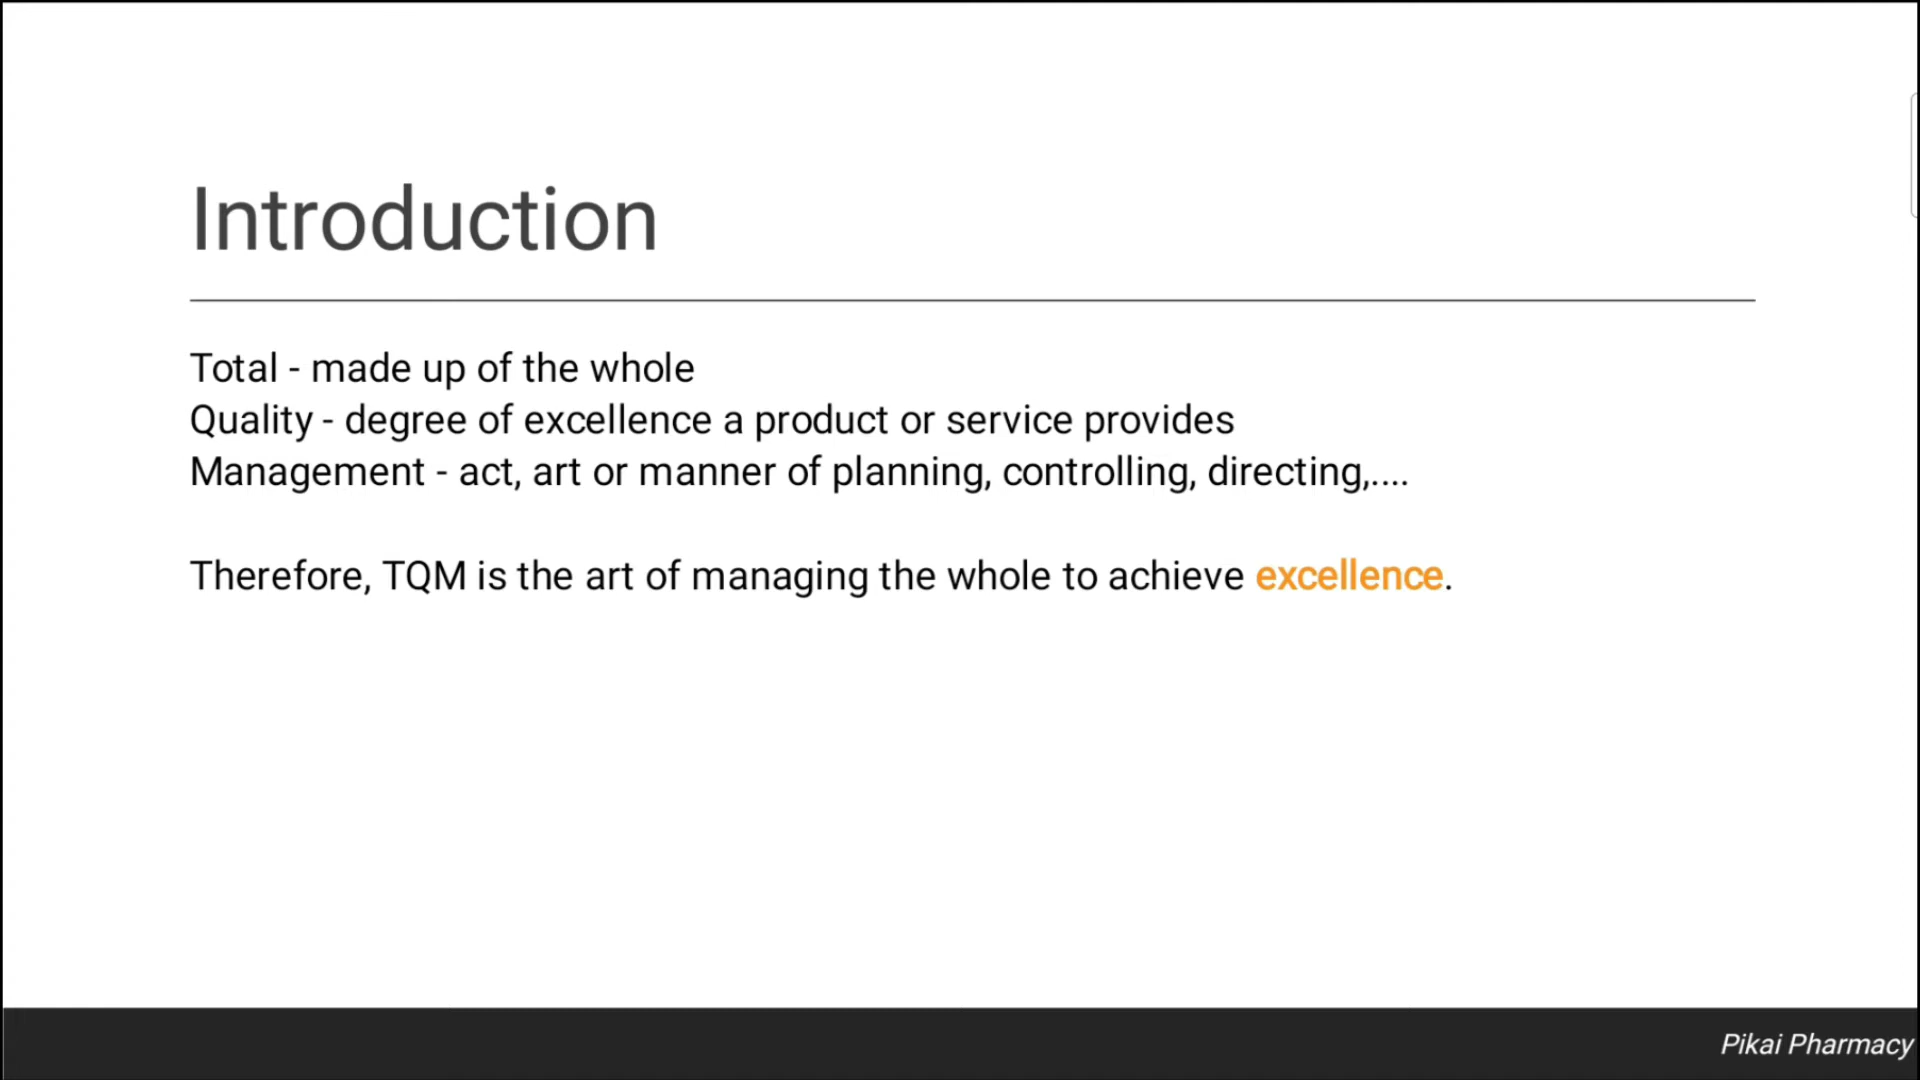 Introduction
Total - made up of the whole
Quality - degree of excellence a product or service provides
Management - act, art or manner of planning, controlling, directing,....
Therefore, TQM is the art of managing the whole to achieve excellence.
Pikai Pharmacy